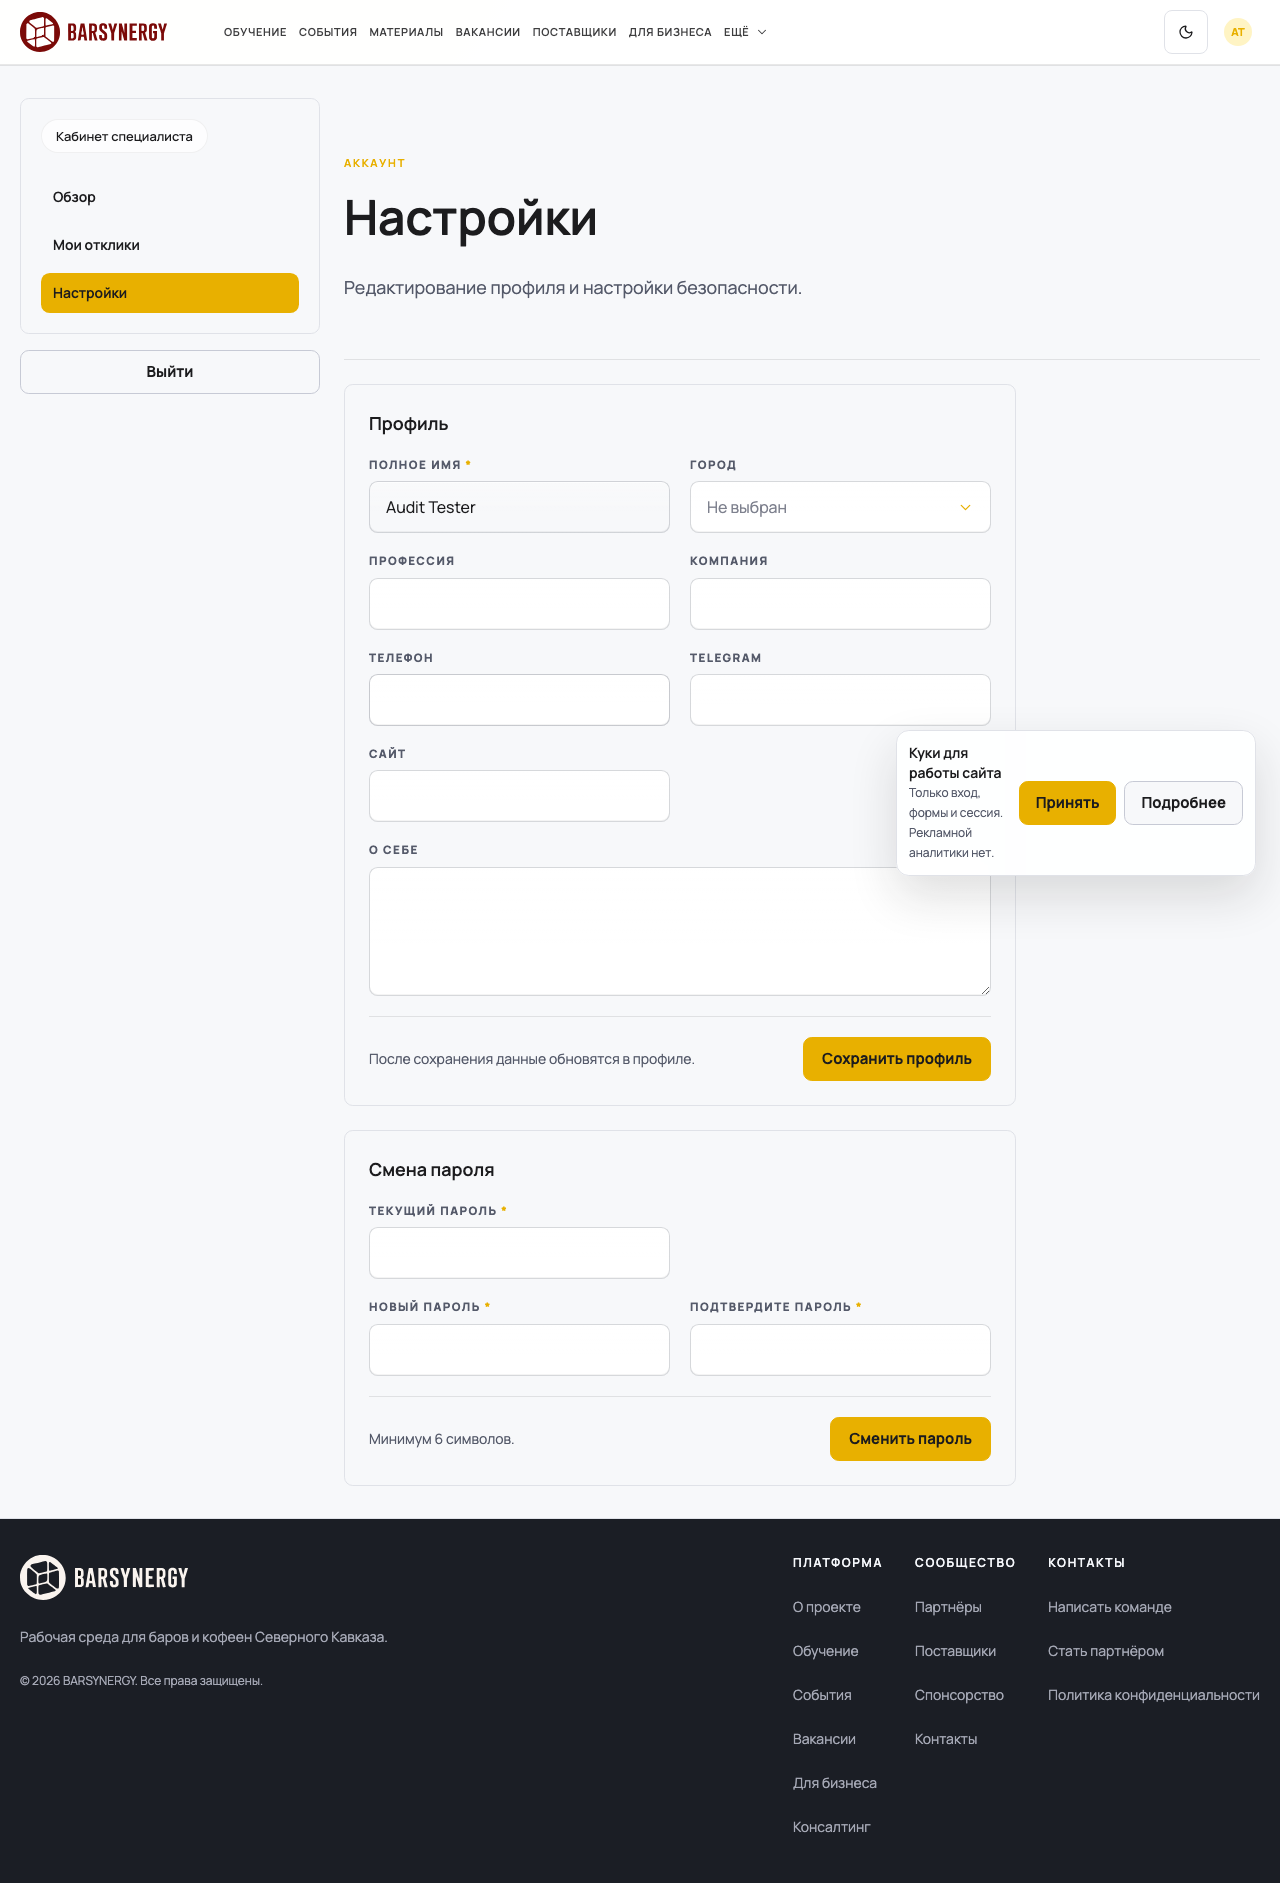 BARSYNERGY
ОБУЧЕНИЕ СОБЫТИЯ МАТЕРИАЛЫ ВАКАНСИИ ПОСТАВЩИКИ ДЛЯ БИЗНЕСА ЕЩЁ
AT
Кабинет специалиста
Обзор
Мои отклики
Настройки
Выйти
АККАУНТ
Настройки
Редактирование профиля и настройки безопасности.
Профиль
ПОЛНОЕ ИМЯ *
ГОРОД
Audit Tester
Не выбран
ПРОФЕССИЯ
КОМПАНИЯ
ТЕЛЕФОН
TELEGRAM
САЙТ
Куки для
работы сайта
Только вход,
формы и сессия.
Рекламной
аналитики нет.
Принять
Подробнее
О СЕБЕ
После сохранения данные обновятся в профиле.
Сохранить профиль
Смена пароля
ТЕКУЩИЙ ПАРОЛЬ *
НОВЫЙ ПАРОЛЬ *
ПОДТВЕРДИТЕ ПАРОЛЬ *
Минимум 6 символов.
Сменить пароль
BARSYNERGY
Рабочая среда для баров и кофеен Северного Кавказа.
© 2026 BARSYNERGY. Все права защищены.
ПЛАТФОРМА
О проекте
Обучение
События
Вакансии
Для бизнеса
Консалтинг
СООБЩЕСТВО
Партнёры
Поставщики
Спонсорство
Контакты
КОНТАКТЫ
Написать команде
Стать партнёром
Политика конфиденциальности